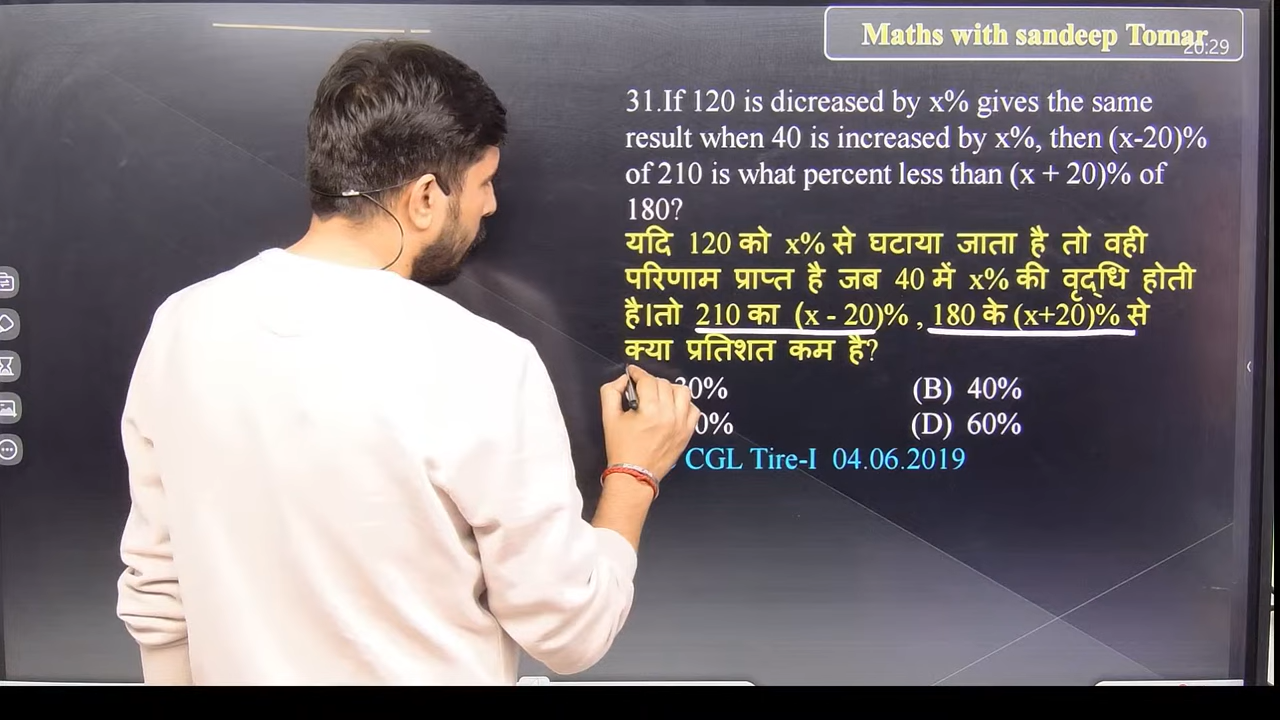 Maths with sandeep Tomar
20:29
31.If 120 is dicreased by x% gives the same
result when 40 is increased by x%, then (x-20)%
of 210 is what percent less than (x + 20)% of
180?
यदि 120 को x% से घटाया जाता है तो वही
परिणाम प्राप्त है जब 40 में x% की वृद्धि होती
है।तो 210 का (x - 20)% , 180 के (x+20)% से
क्या प्रतिशत कम है?
(B) 40%
(D) 60%
CGL Tire-I 04.06.2019